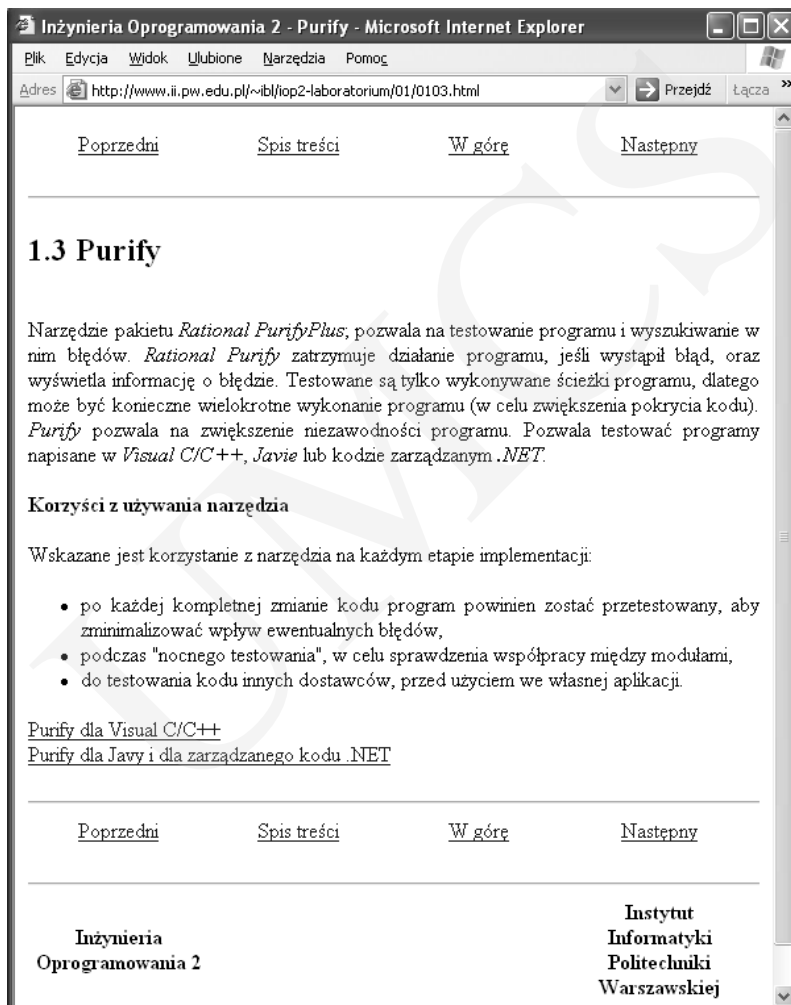 Inżynieria Oprogramowania 2 - Purify - Microsoft Internet Explorer
Plik Edycja Widok Ulubione Narzędzia Pomoc
Adres http://www.ii.pw.edu.pl/~ibl/iop2-laboratorium/01/0103.html Przejdź Łącza »
Poprzedni Spis treści W górę Następny
1.3 Purify
Narzędzie pakietu Rational PurifyPlus, pozwala na testowanie programu i wyszukiwanie w
nim błędów. Rational Purify zatrzymuje działanie programu, jeśli wystąpił błąd, oraz
wyświetla informację o błędzie. Testowane są tylko wykonywane ścieżki programu, dlatego
może być konieczne wielokrotne wykonanie programu (w celu zwiększenia pokrycia kodu).
Purify pozwala na zwiększenie niezawodności programu. Pozwala testować programy
napisane w Visual C/C++, Javie lub kodzie zarządzanym .NET.
Korzyści z używania narzędzia
Wskazane jest korzystanie z narzędzia na każdym etapie implementacji:
• po każdej kompletnej zmianie kodu program powinien zostać przetestowany, aby
zminimalizować wpływ ewentualnych błędów,
• podczas "nocnego testowania", w celu sprawdzenia współpracy między modułami,
• do testowania kodu innych dostawców, przed użyciem we własnej aplikacji.
Purify dla Visual C/C++
Purify dla Javy i dla zarządzanego kodu .NET
Poprzedni Spis treści W górę Następny
Inżynieria
Oprogramowania 2
Instytut
Informatyki
Politechniki
Warszawskiej
UMCS